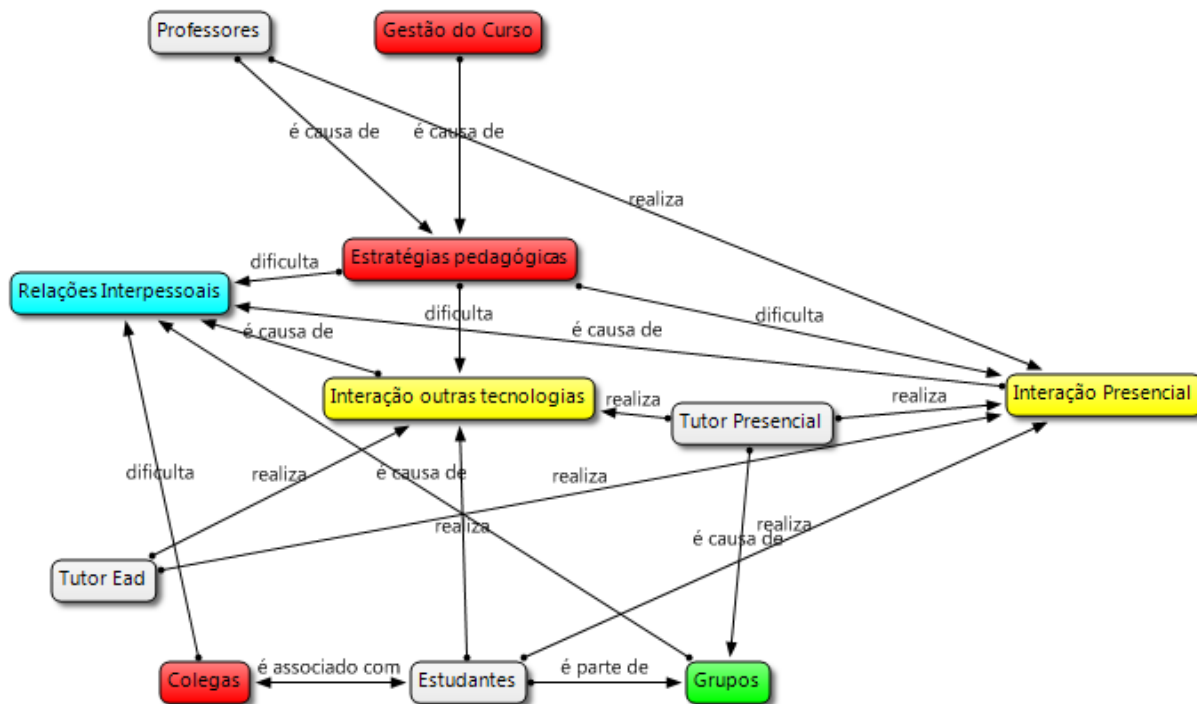 Professores
Gestão do Curso
é causa de
é causa de
realiza
Estratégias pedagógicas
dificulta
Relações Interpessoais
dificulta
dificulta
é causa de
é causa de
Interação outras tecnologias
Interação Presencial
realiza
realiza
Tutor Presencial
dificulta
realiza
é causa de
realiza
realiza
realiza
é causa de
Tutor Ead
é associado com
é parte de
Colegas
Estudantes
Grupos